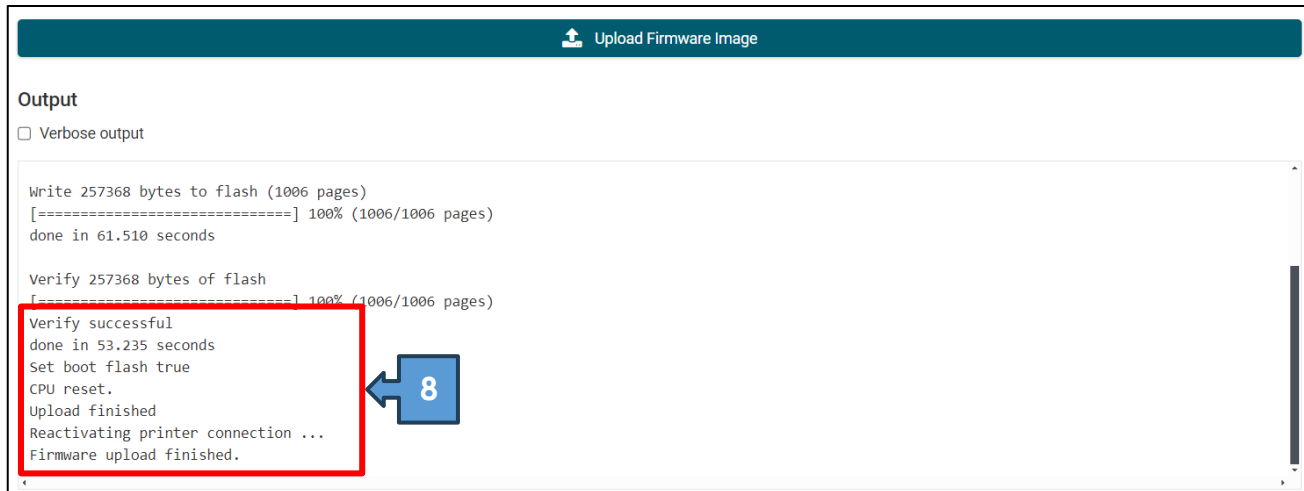 Upload Firmware Image
Output
Verbose output
Write 257368 bytes to flash (1006 pages)
[==============================] 100% (1006/1006 pages)
done in 61.510 seconds
Verify 257368 bytes of flash
[==============================] 100% (1006/1006 pages)
Verify successful
done in 53.235 seconds
Set boot flash true
CPU reset.
Upload finished
Reactivating printer connection ...
Firmware upload finished.
8